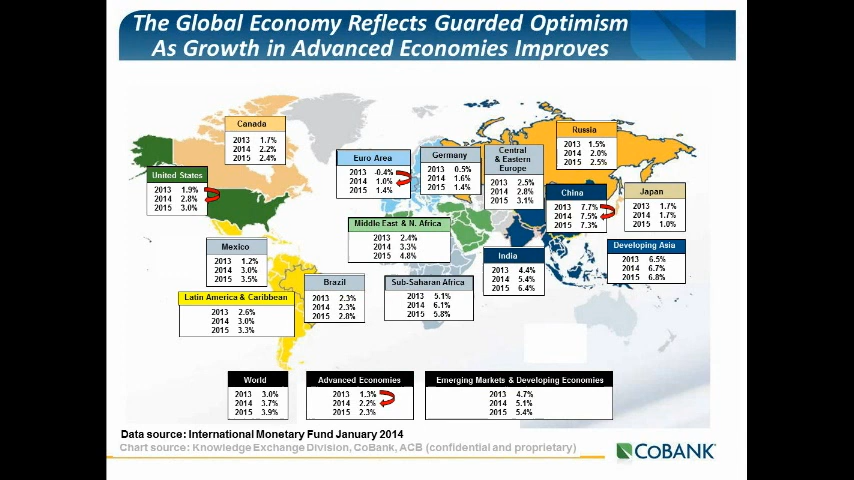 The Global Economy Reflects Guarded Optimism
As Growth in Advanced Economies Improves
Canada
2013 1.7%
2014 2.2%
2015 2.4%
Russia
2013 1.5%
2014 2.0%
2015 2.5%
United States
2013 1.9%
2014 2.8%
2015 3.0%
Euro Area
2013 -0.4%
2014 1.0%
2015 1.4%
Germany
2013 0.5%
2014 1.6%
2015 1.4%
Central
& Eastern
Europe
2013 2.5%
2014 2.8%
2015 3.1%
China
2013 7.7%
2014 7.5%
2015 7.3%
Japan
2013 1.7%
2014 1.7%
2015 1.0%
Middle East & N. Africa
2013 2.4%
2014 3.3%
2015 4.8%
Mexico
2013 1.2%
2014 3.0%
2015 3.5%
India
2013 4.4%
2014 5.4%
2015 6.4%
Developing Asia
2013 6.5%
2014 6.7%
2015 6.8%
Latin America & Caribbean
2013 2.6%
2014 3.0%
2015 3.3%
Brazil
2013 2.3%
2014 2.3%
2015 2.8%
Sub-Saharan Africa
2013 5.1%
2014 6.1%
2015 5.8%
World
2013 3.0%
2014 3.7%
2015 3.9%
Advanced Economies
2013 1.3%
2014 2.2%
2015 2.3%
Emerging Markets & Developing Economies
2013 4.7%
2014 5.1%
2015 5.4%
Data source: International Monetary Fund January 2014
Chart source: Knowledge Exchange Division, CoBank, ACB (confidential and proprietary)
COBANK